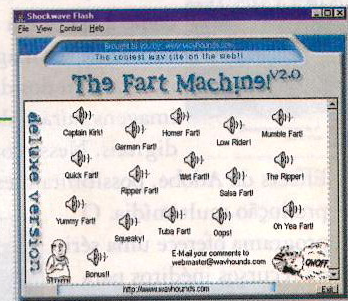 Shockwave Flash
File View Control Help
Brought to you by: www.wavhounds.com
The coolest wav site on the web!!
The Fart Machine! V2.0
deluxe version
Captain Kirk!
German Fart!
Homer Fart!
Low Rider!
Mumble Fart!
Quick Fart!
Ripper Fart!
Wet Fart!
Salsa Fart!
The Ripper!
Yummy Fart!
Squeaky!
Tuba Fart!
Oops!
Oh Yea Fart!
Bonus!!
E-Mail your comments to
webmaster@wavhounds.com
ON/OFF
http://www.wavhounds.com
Exit